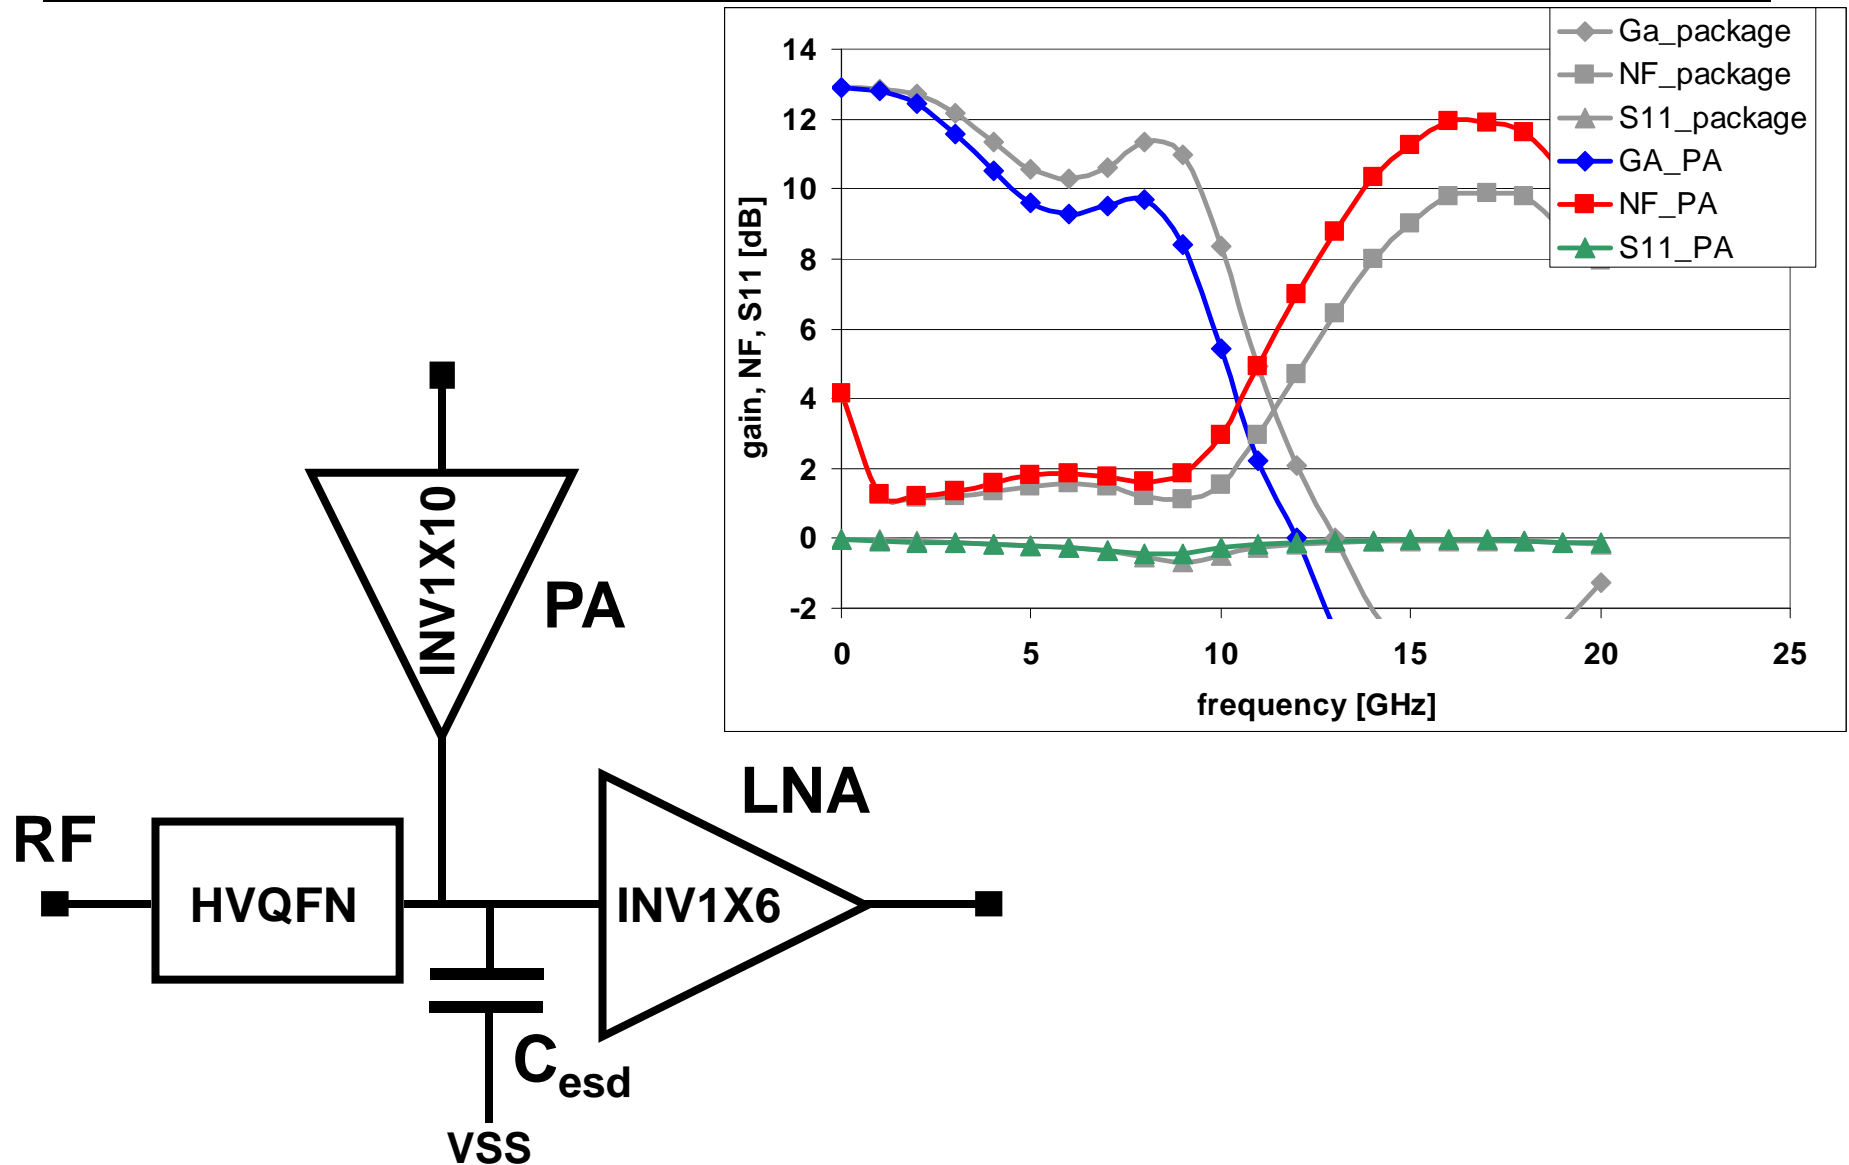 Ga_package
NF_package
S11_package
GA_PA
NF_PA
S11_PA
14
12
10
8
6
4
2
0
-2
gain, NF, S11 [dB]
0 5 10 15 20 25
frequency [GHz]
INV1X10
PA
LNA
RF
HVQFN
INV1X6
Cesd
VSS